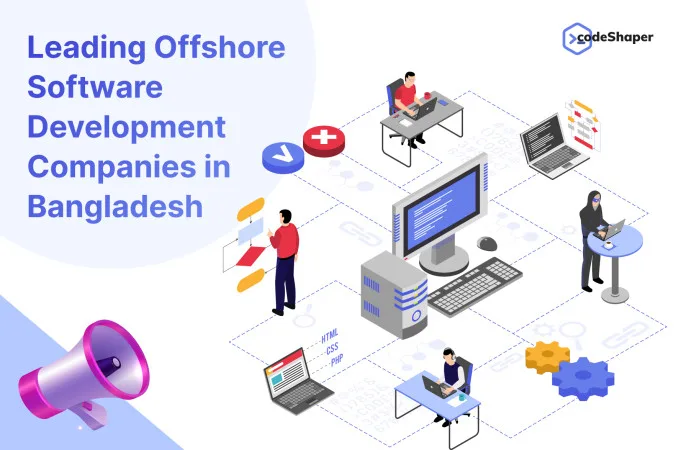 Leading Offshore
Software
Development
Companies in
Bangladesh
codeShaper
HTML
CSS
PHP